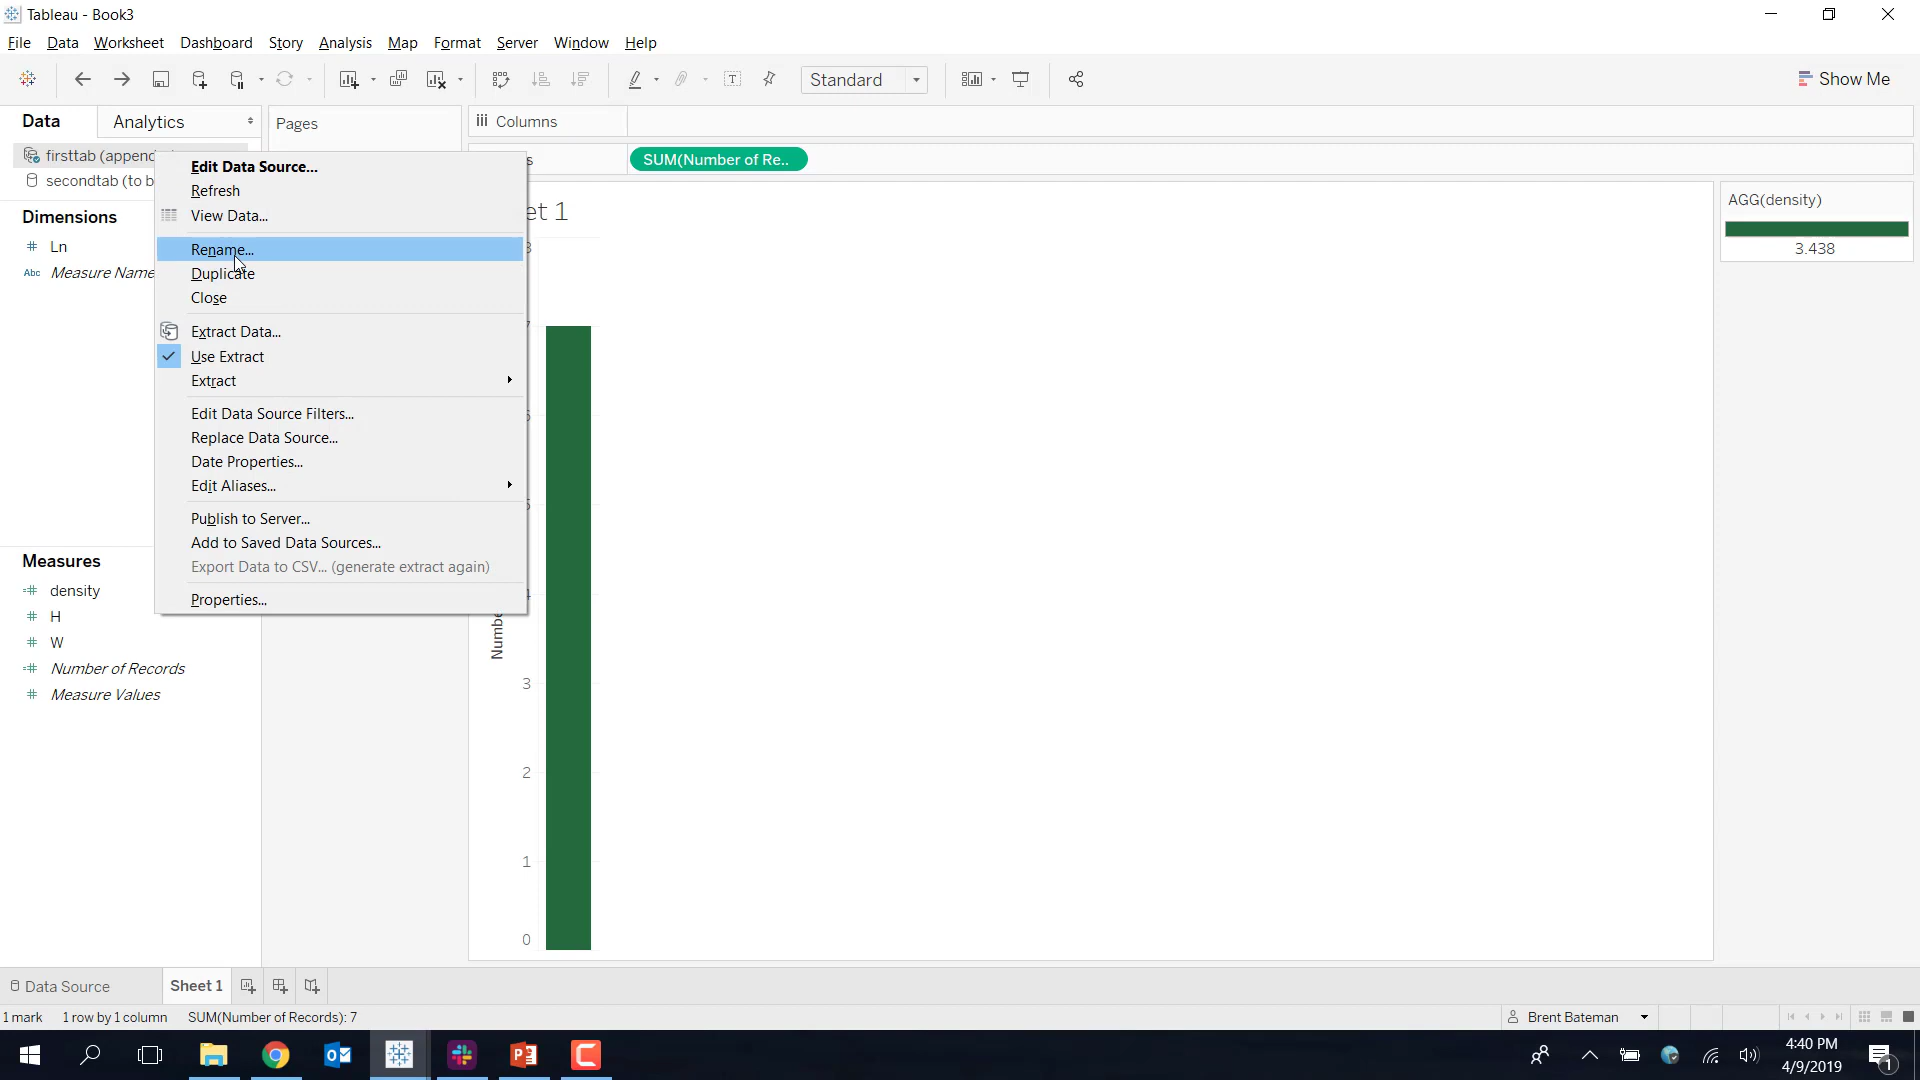 Tableau - Book3
File Data Worksheet Dashboard Story Analysis Map Format Server Window Help
Standard
Show Me
Data
Analytics
Pages
Columns
firsttab (append
secondtab (to b
SUM(Number of Re..
Edit Data Source...
Refresh
View Data...
Rename...
Duplicate
Close
Extract Data...
Use Extract
Extract
Edit Data Source Filters...
Replace Data Source...
Date Properties...
Edit Aliases...
Publish to Server...
Add to Saved Data Sources...
Export Data to CSV... (generate extract again)
Properties...
Dimensions
Ln
Abc Measure Name
Measures
density
H
W
Number of Records
Measure Values
et 1
AGG(density)
3.438
Numbe
3
2
1
0
Data Source
Sheet 1
1 mark 1 row by 1 column SUM(Number of Records): 7
Brent Bateman
4:40 PM
4/9/2019
1